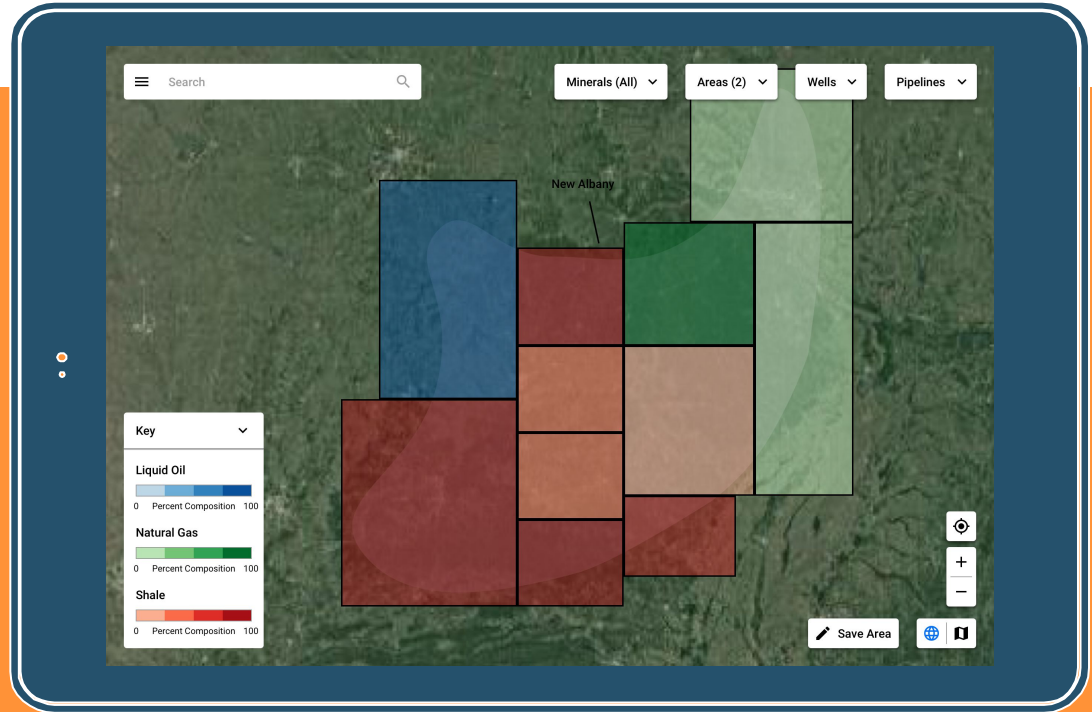 Search
Minerals (All)
Areas (2)
Wells
Pipelines
New Albany
Key
Liquid Oil
0 Percent Composition 100
Natural Gas
0 Percent Composition 100
Shale
0 Percent Composition 100
Save Area